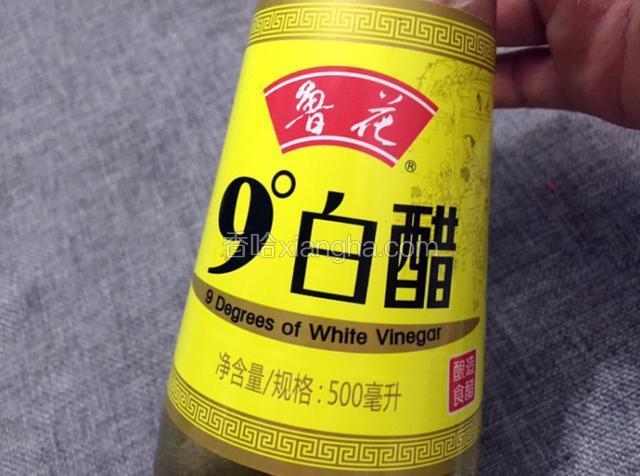 鲁花
®
9°白醋
香哈xiangha.com
9 Degrees of White Vinegar
净含量/规格:500毫升
酿造
食醋